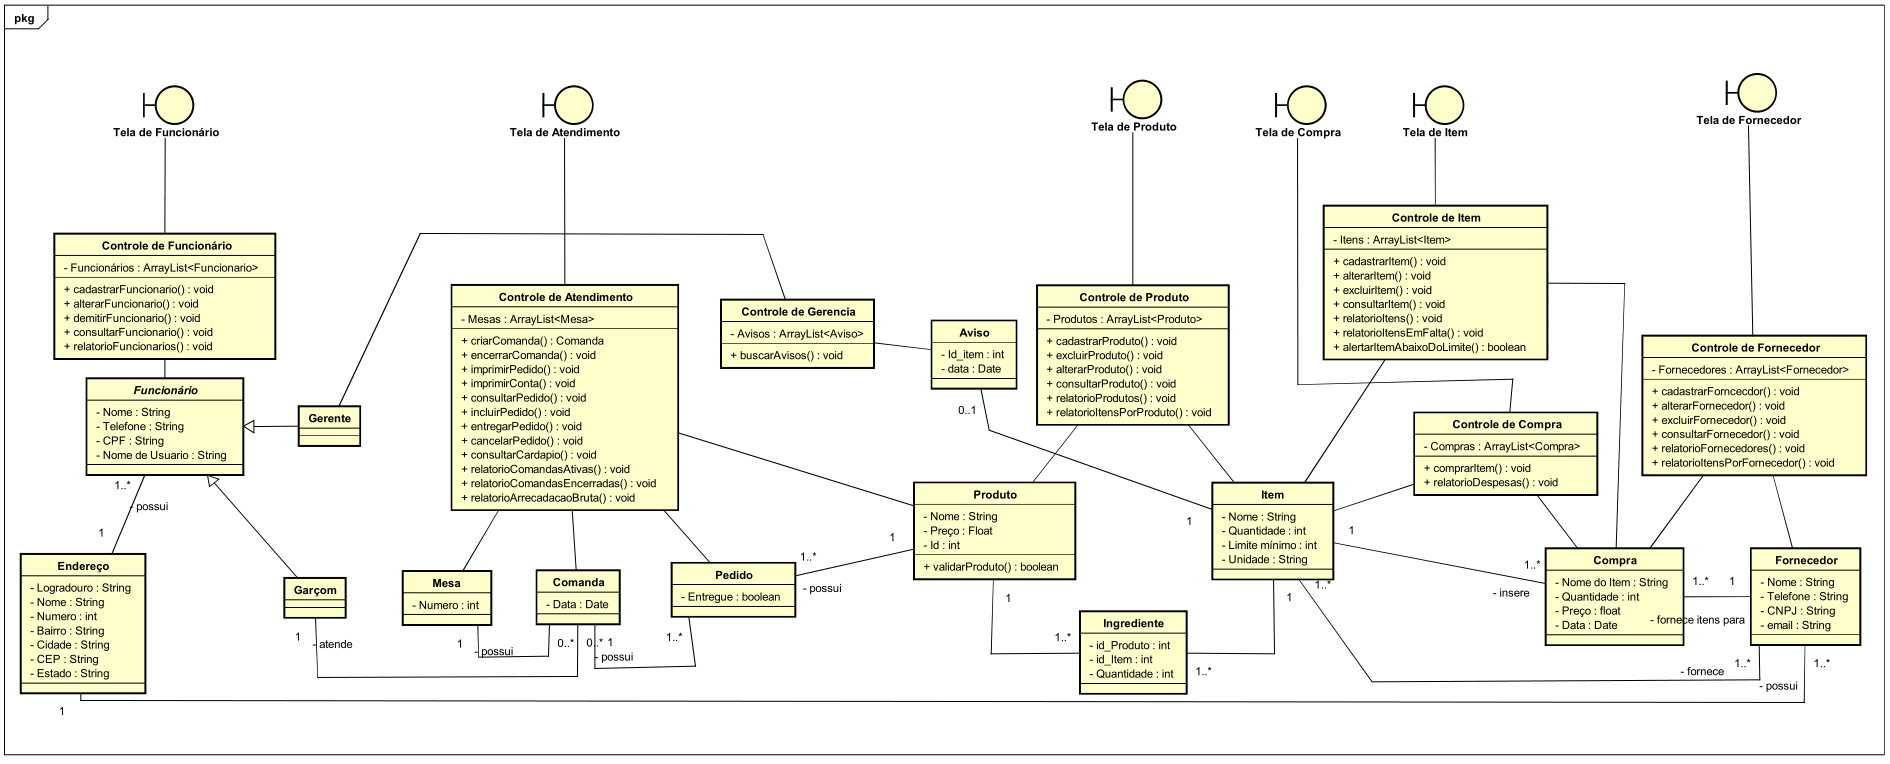 pkg
Tela de Funcionário
Tela de Atendimento
Tela de Produto
Tela de Compra
Tela de Item
Tela de Fornecedor
Controle de Funcionário
- Funcionários : ArrayList<Funcionario>
+ cadastrarFuncionario() : void
+ alterarFuncionario() : void
+ demitirFuncionario() : void
+ consultarFuncionario() : void
+ relatorioFuncionarios() : void
Funcionário
- Nome : String
- Telefone : String
- CPF : String
- Nome de Usuario : String
Gerente
1..*
- possui
1
Endereço
- Logradouro : String
- Nome : String
- Numero : int
- Bairro : String
- Cidade : String
- CEP : String
- Estado : String
1
Garçom
1
- atende
Controle de Atendimento
- Mesas : ArrayList<Mesa>
+ criarComanda() : Comanda
+ encerrarComanda() : void
+ imprimirPedido() : void
+ imprimirConta() : void
+ consultarPedido() : void
+ incluirPedido() : void
+ entregarPedido() : void
+ cancelarPedido() : void
+ consultarCardapio() : void
+ relatorioComandasAtivas() : void
+ relatorioComandasEncerradas() : void
+ relatorioArrecadacaoBruta() : void
Mesa
- Numero : int
1
- possui
Comanda
- Data : Date
0..*
0..*
1
- possui
Pedido
- Entregue : boolean
1..*
1..*
- possui
1
Controle de Gerencia
- Avisos : ArrayList<Aviso>
+ buscarAvisos() : void
Aviso
- Id_item : int
- data : Date
0..1
1
Controle de Produto
- Produtos : ArrayList<Produto>
+ cadastrarProduto() : void
+ excluirProduto() : void
+ alterarProduto() : void
+ consultarProduto() : void
+ relatorioProdutos() : void
+ relatorioItensPorProduto() : void
Produto
- Nome : String
- Preço : Float
- Id : int
+ validarProduto() : boolean
1
1..*
Ingrediente
- id_Produto : int
- id_Item : int
- Quantidade : int
1..*
1
Item
- Nome : String
- Quantidade : int
- Limite mínimo : int
- Unidade : String
1..*
1
- insere
1..*
Controle de Item
- Itens : ArrayList<Item>
+ cadastrarItem() : void
+ alterarItem() : void
+ excluirItem() : void
+ consultarItem() : void
+ relatorioItens() : void
+ relatorioItensEmFalta() : void
+ alertarItemAbaixoDoLimite() : boolean
Controle de Compra
- Compras : ArrayList<Compra>
+ comprarItem() : void
+ relatorioDespesas() : void
Compra
- Nome do Item : String
- Quantidade : int
- Preço : float
- Data : Date
1..*
1
- fornece itens para
Controle de Fornecedor
- Fornecedores : ArrayList<Fornecedor>
+ cadastrarForncecdor() : void
+ alterarFornecedor() : void
+ excluirFornecedor() : void
+ consultarFornecedor() : void
+ relatorioFornecedores() : void
+ relatorioItensPorFornecedor() : void
Fornecedor
- Nome : String
- Telefone : String
- CNPJ : String
- email : String
1..*
- fornece
1..*
- possui